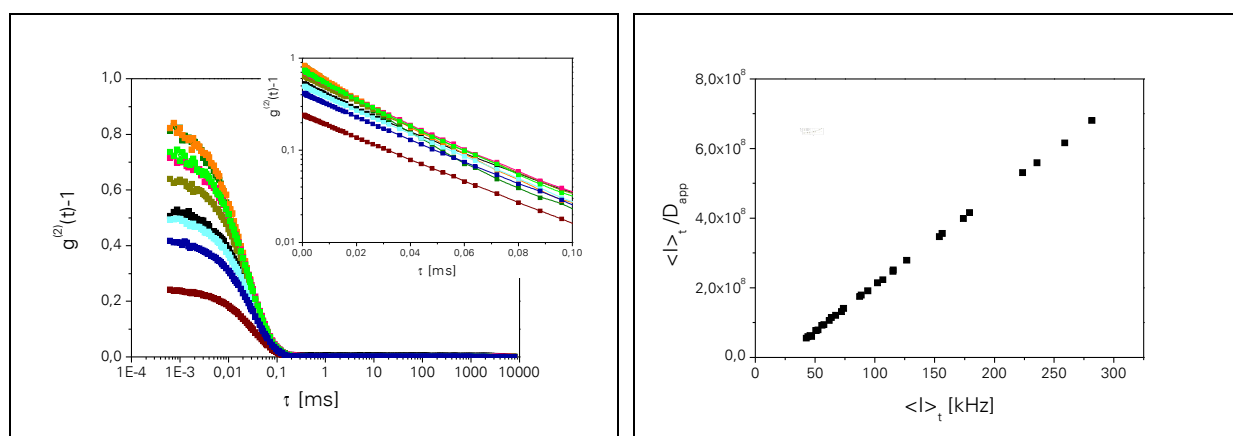 1,0
0,8
0,6
0,4
0,2
0,0
g⁽²⁾(t)-1
1E-4 1E-3 0,01 0,1 1 10 100 1000 10000
τ [ms]
1
0,1
0,01
g⁽²⁾(t)-1
0,00 0,02 0,04 0,06 0,08 0,10
τ [ms]
8,0x10⁸
6,0x10⁸
4,0x10⁸
2,0x10⁸
0,0
<I>ₜ /Dₐₚₚ
0 50 100 150 200 250 300
<I>ₜ [kHz]